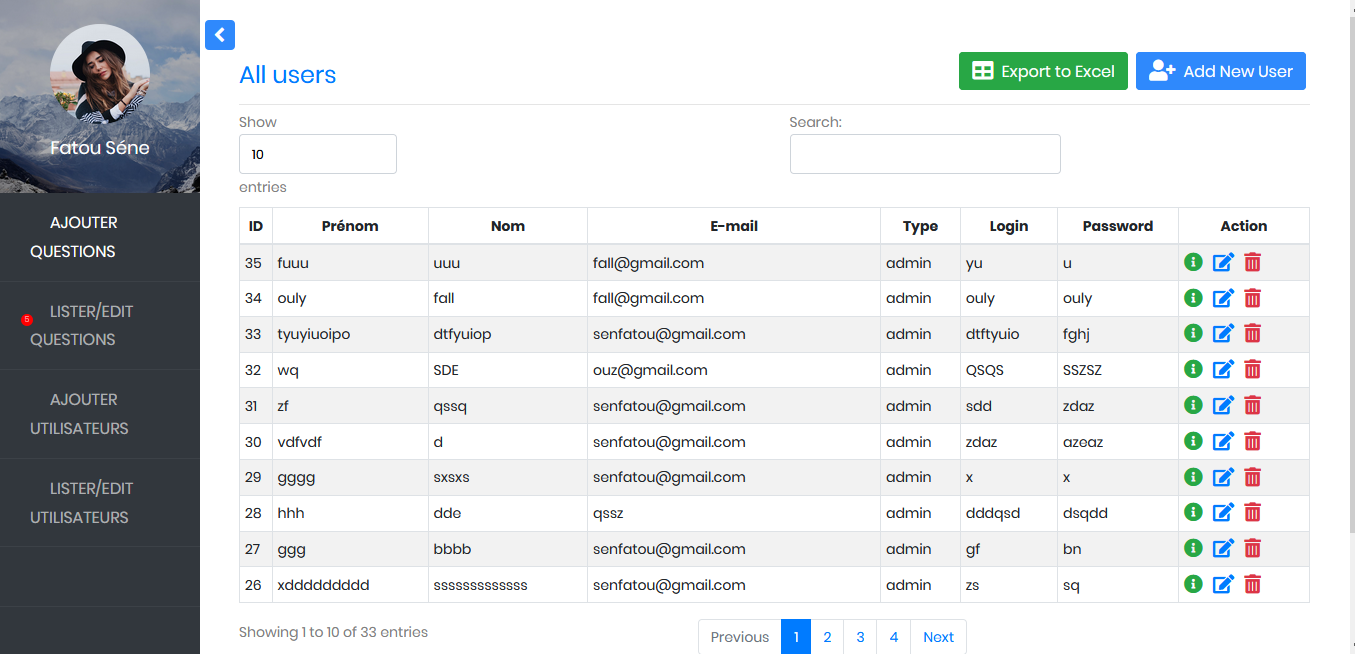 Fatou Séne
AJOUTER
QUESTIONS
5
LISTER/EDIT
QUESTIONS
AJOUTER
UTILISATEURS
LISTER/EDIT
UTILISATEURS
All users
Export to Excel
Add New User
Show
Search:
10
entries
ID Prénom Nom E-mail Type Login Password Action
35 fuuu uuu fall@gmail.com admin yu u
34 ouly fall fall@gmail.com admin ouly ouly
33 tyuyiuoipo dtfyuiop senfatou@gmail.com admin dtftyuio fghj
32 wq SDE ouz@gmail.com admin QSQS SSZSZ
31 zf qssq senfatou@gmail.com admin sdd zdaz
30 vdfvdf d senfatou@gmail.com admin zdaz azeaz
29 gggg sxsxs senfatou@gmail.com admin x x
28 hhh dde qssz admin dddqsd dsqdd
27 ggg bbbb senfatou@gmail.com admin gf bn
26 xddddddddd sssssssssssss senfatou@gmail.com admin zs sq
Showing 1 to 10 of 33 entries
Previous 1 2 3 4 Next